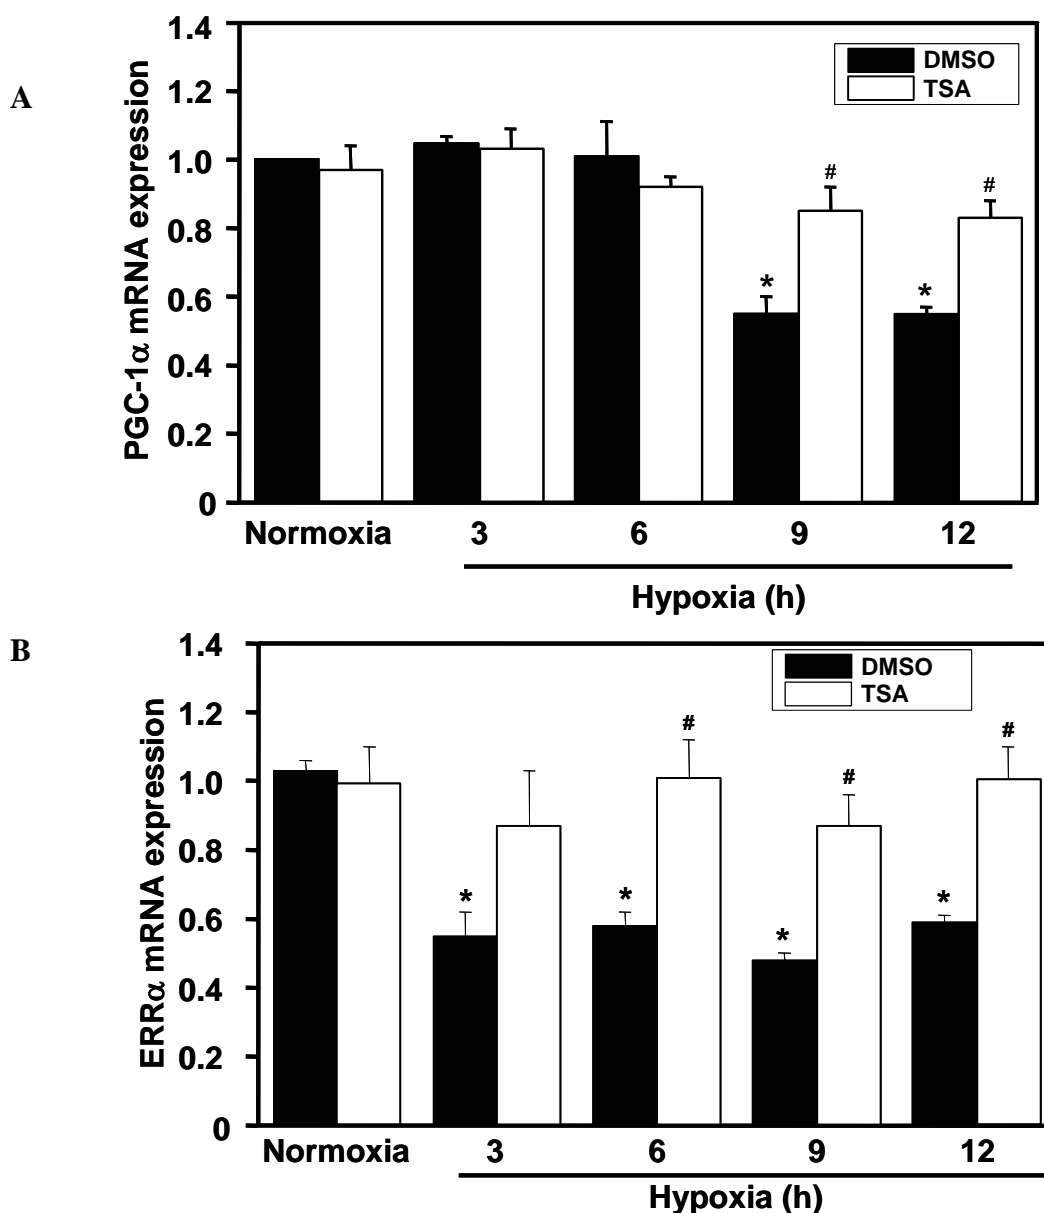 A
PGC-1α mRNA expression
1.4
1.2
1.0
0.8
0.6
0.4
0.2
0
DMSO
TSA
#
#
*
*
Normoxia 3 6 9 12
Hypoxia (h)
B
ERRα mRNA expression
1.4
1.2
1.0
0.8
0.6
0.4
0.2
0
DMSO
TSA
#
#
#
*
*
*
*
Normoxia 3 6 9 12
Hypoxia (h)